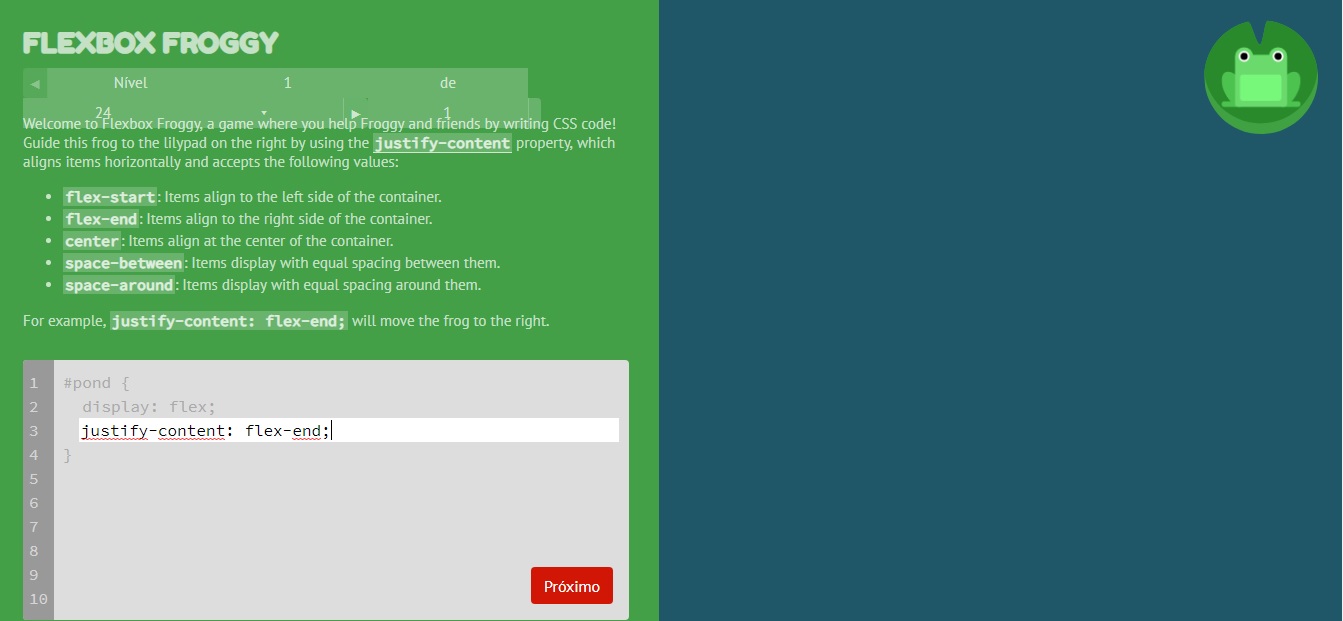 FLEXBOX FROGGY
◀ Nível 1 de
24 ▾ ▶ 1
Welcome to Flexbox Froggy, a game where you help Froggy and friends by writing CSS code!
Guide this frog to the lilypad on the right by using the justify-content property, which
aligns items horizontally and accepts the following values:
• flex-start: Items align to the left side of the container.
• flex-end: Items align to the right side of the container.
• center: Items align at the center of the container.
• space-between: Items display with equal spacing between them.
• space-around: Items display with equal spacing around them.
For example, justify-content: flex-end; will move the frog to the right.
1 #pond {
2 display: flex;
3 justify-content: flex-end;
4 }
5
6
7
8
9
Próximo
10